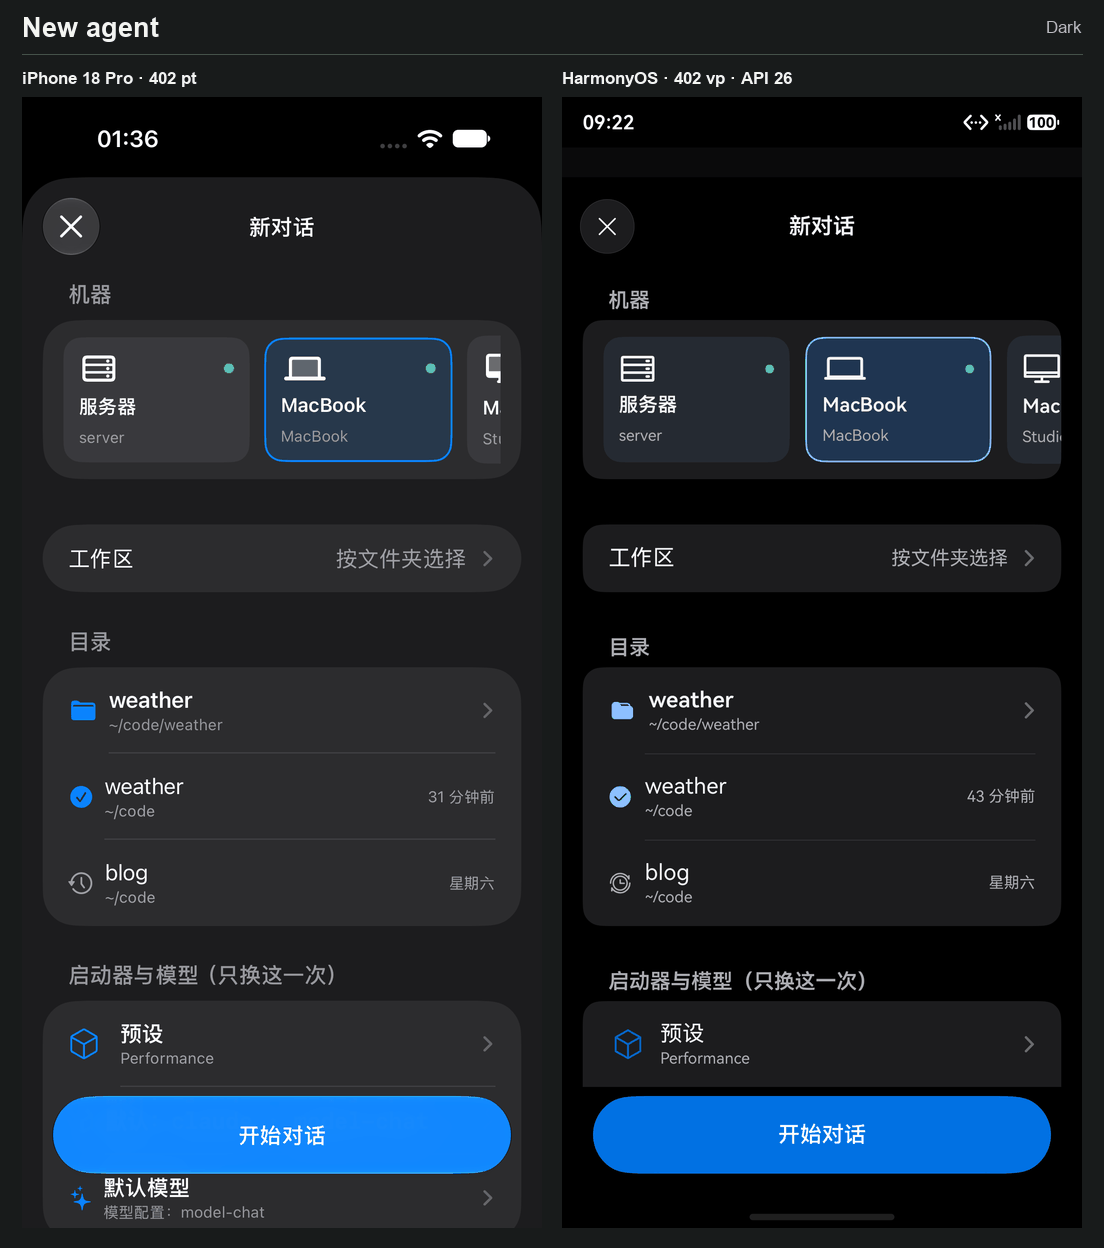 New agent
Dark
iPhone 18 Pro · 402 pt
01:36
新对话
机器
服务器
server
MacBook
MacBook
M
Stu
工作区
按文件夹选择
目录
weather
~/code/weather
weather
~/code
31 分钟前
blog
~/code
星期六
启动器与模型（只换这一次）
预设
Performance
开始对话
默认模型
模型配置：model-chat
HarmonyOS · 402 vp · API 26
09:22
100
新对话
机器
服务器
server
MacBook
MacBook
Mac
Studi
工作区
按文件夹选择
目录
weather
~/code/weather
weather
~/code
43 分钟前
blog
~/code
星期六
启动器与模型（只换这一次）
预设
Performance
开始对话